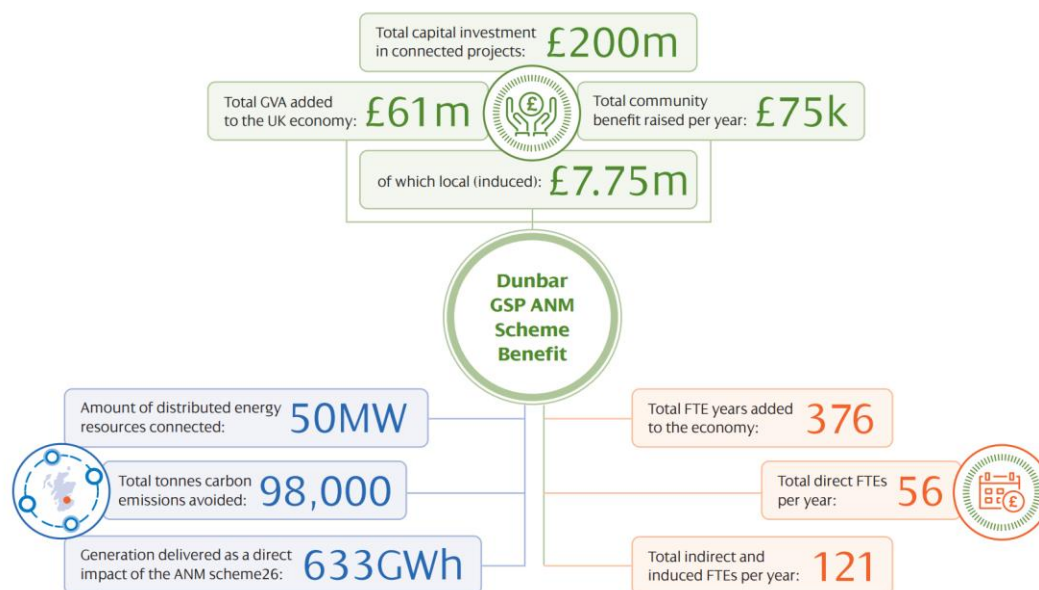 Total capital investment
in connected projects: £200m
Total GVA added
to the UK economy: £61m
Total community
benefit raised per year: £75k
of which local (induced): £7.75m
Dunbar
GSP ANM
Scheme
Benefit
Amount of distributed energy
resources connected: 50MW
Total tonnes carbon
emissions avoided: 98,000
Generation delivered as a direct
impact of the ANM scheme26: 633GWh
Total FTE years added
to the economy: 376
Total direct FTEs
per year: 56
Total indirect and
induced FTEs per year: 121